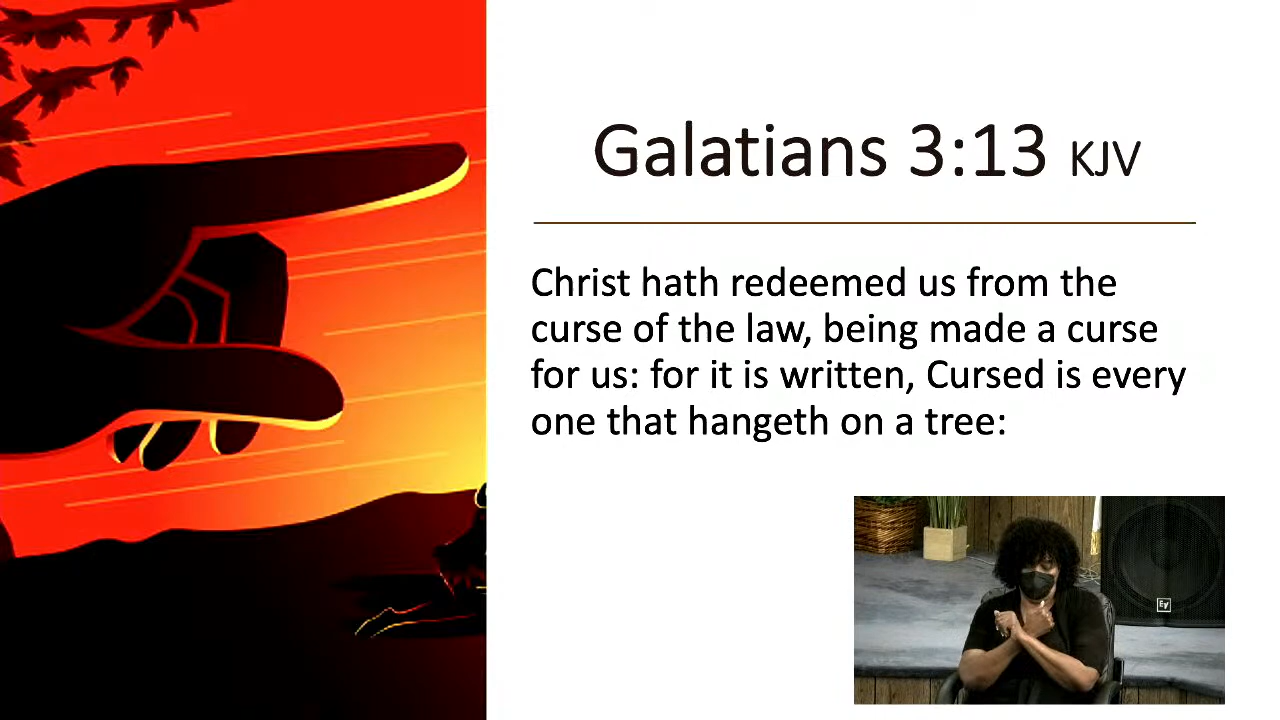 Galatians 3:13 KJV
Christ hath redeemed us from the
curse of the law, being made a curse
for us: for it is written, Cursed is every
one that hangeth on a tree:
EV